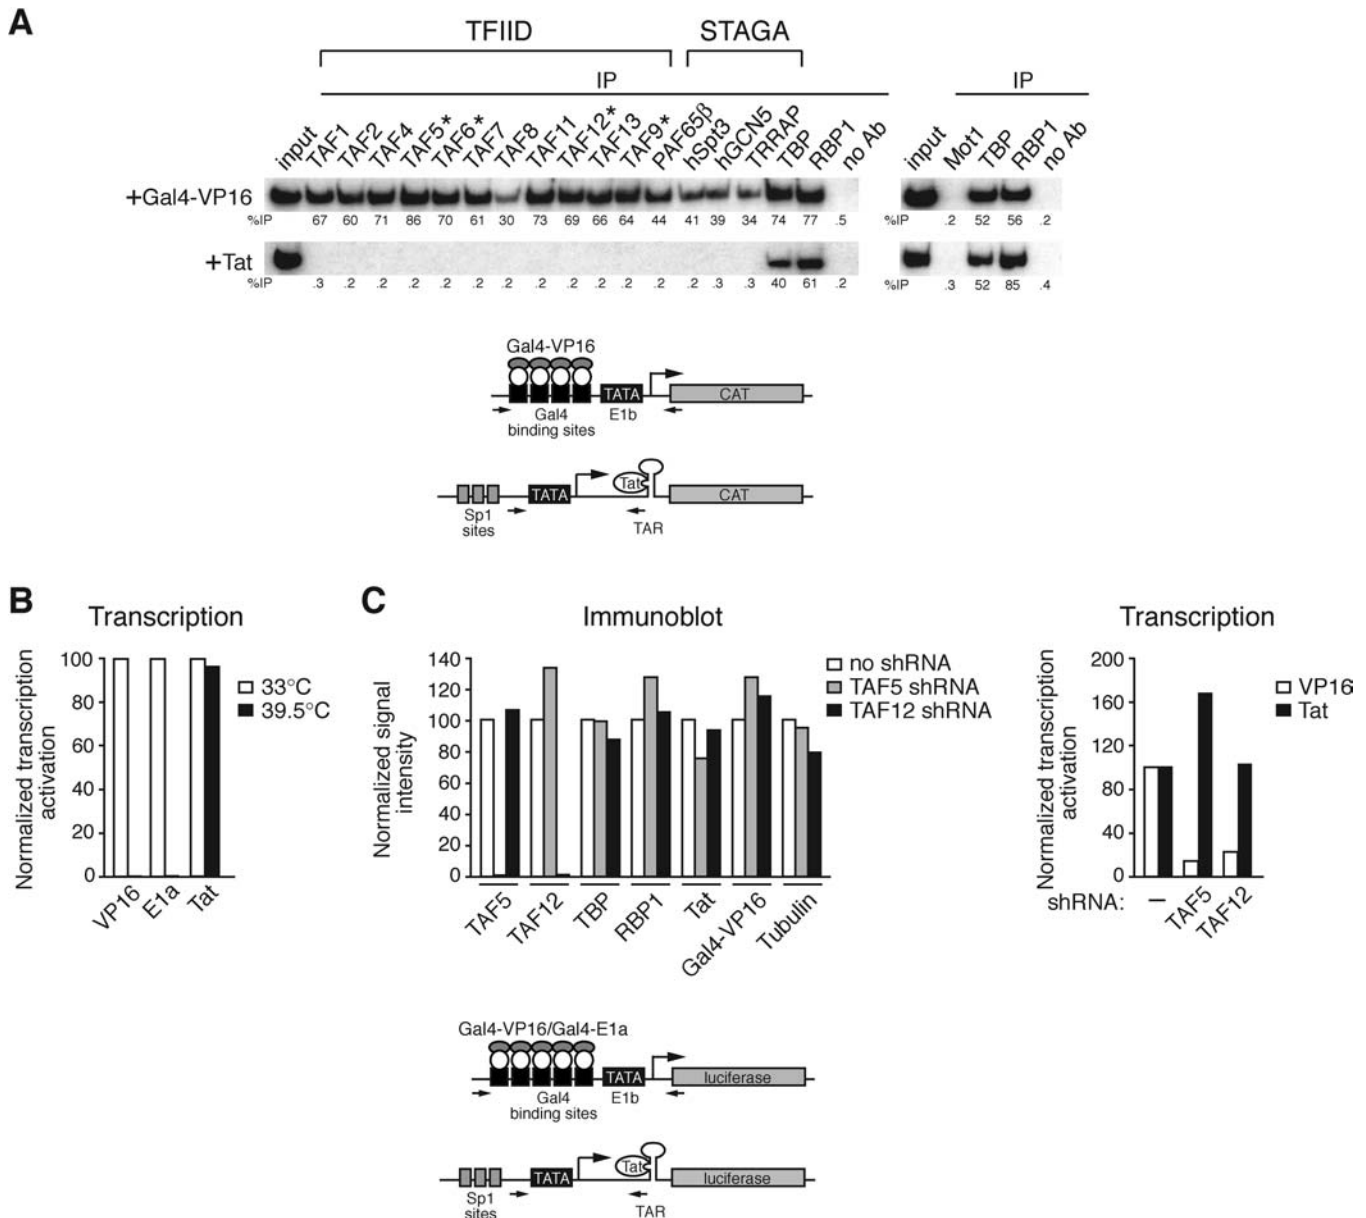 A
TFIID STAGA
IP IP
input TAF1 TAF2 TAF4 TAF5* TAF6* TAF7 TAF8 TAF11 TAF12* TAF13 TAF9* PAF65β hSpt3 hGCN5 TRRAP TBP RBP1 no Ab input Mot1 TBP RBP1 no Ab
+Gal4-VP16
%IP 67 60 71 86 70 61 30 73 69 66 64 44 41 39 34 74 77 .5 %IP .2 52 56 .2
+Tat
%IP .3 .2 .2 .2 .2 .2 .2 .2 .2 .2 .2 .2 .2 .3 .3 40 61 .2 %IP .3 52 85 .4
Gal4-VP16
TATA CAT
Gal4 E1b
binding sites
Tat
TATA CAT
Sp1 TAR
sites
B C
Transcription Immunoblot Transcription
Normalized transcription
activation
100
80
60
40
20
0
VP16 E1a Tat
33°C
39.5°C
Normalized signal
intensity
140
120
100
80
60
40
20
0
TAF5 TAF12 TBP RBP1 Tat Gal4-VP16 Tubulin
no shRNA
TAF5 shRNA
TAF12 shRNA
Normalized transcription
activation
200
160
120
80
40
0
shRNA: – TAF5 TAF12
VP16
Tat
Gal4-VP16/Gal4-E1a
TATA luciferase
Gal4 E1b
binding sites
Tat
TATA luciferase
Sp1 TAR
sites